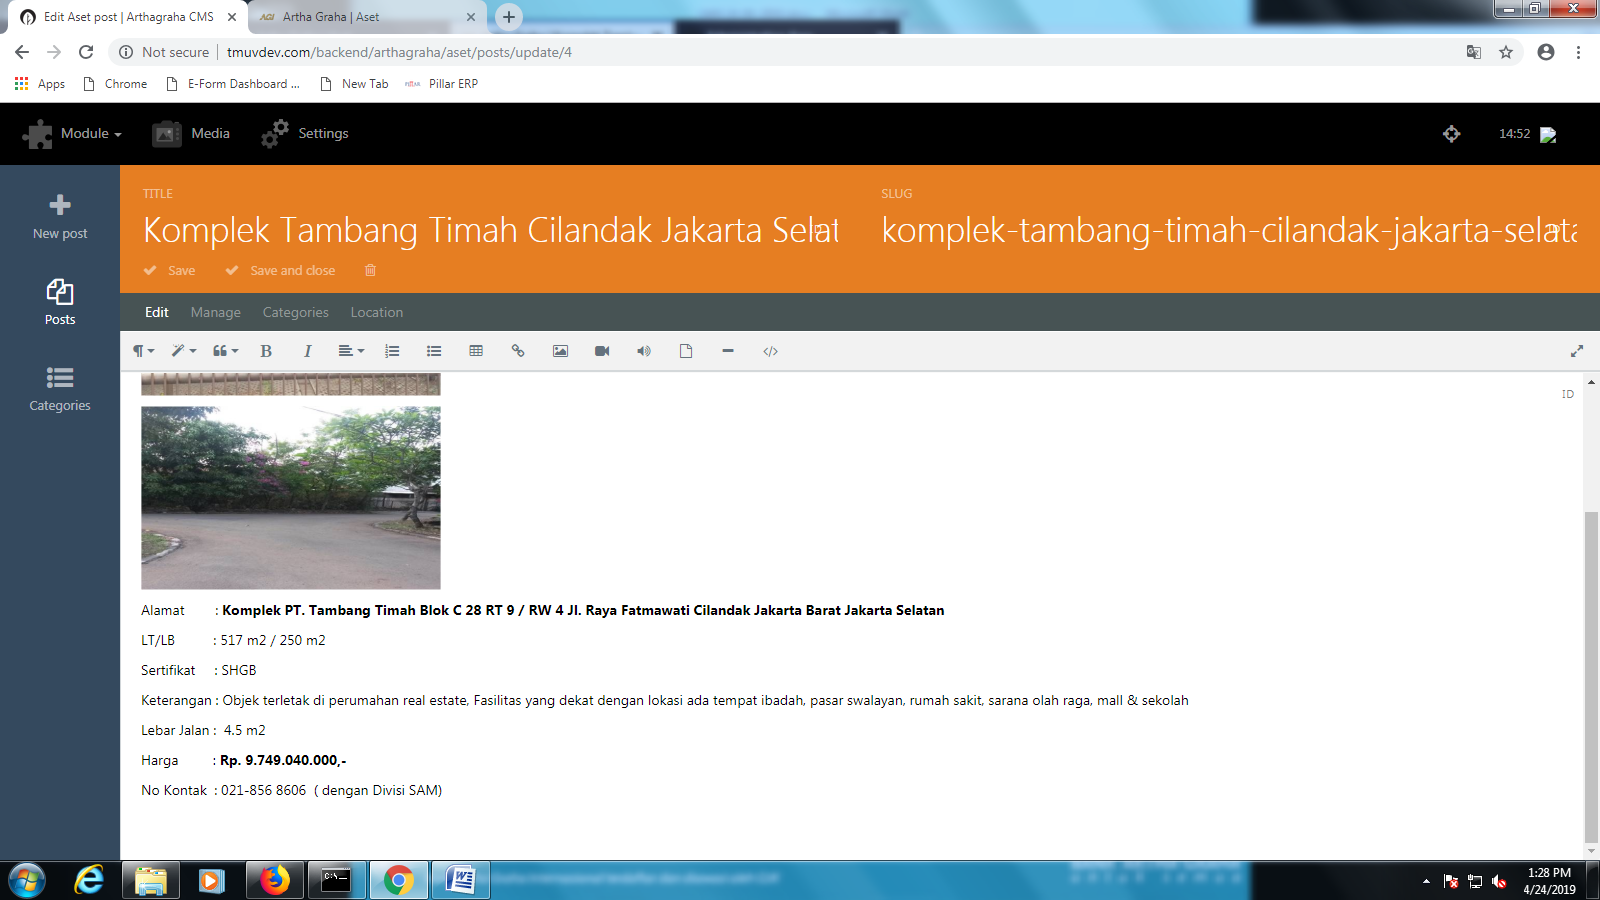 Edit Aset post | Arthagraha CMS
AGI Artha Graha | Aset
Not secure | tmuvdev.com/backend/arthagraha/aset/posts/update/4
Apps Chrome E-Form Dashboard ... New Tab Pillar ERP
Module Media Settings 14:52
New post
Posts
Categories
TITLE
Komplek Tambang Timah Cilandak Jakarta Selat
SLUG
komplek-tambang-timah-cilandak-jakarta-selata
Save Save and close
Edit Manage Categories Location
ID
Alamat : Komplek PT. Tambang Timah Blok C 28 RT 9 / RW 4 Jl. Raya Fatmawati Cilandak Jakarta Barat Jakarta Selatan
LT/LB : 517 m2 / 250 m2
Sertifikat : SHGB
Keterangan : Objek terletak di perumahan real estate, Fasilitas yang dekat dengan lokasi ada tempat ibadah, pasar swalayan, rumah sakit, sarana olah raga, mall & sekolah
Lebar Jalan : 4.5 m2
Harga : Rp. 9.749.040.000,-
No Kontak : 021-856 8606 ( dengan Divisi SAM)
1:28 PM
4/24/2019